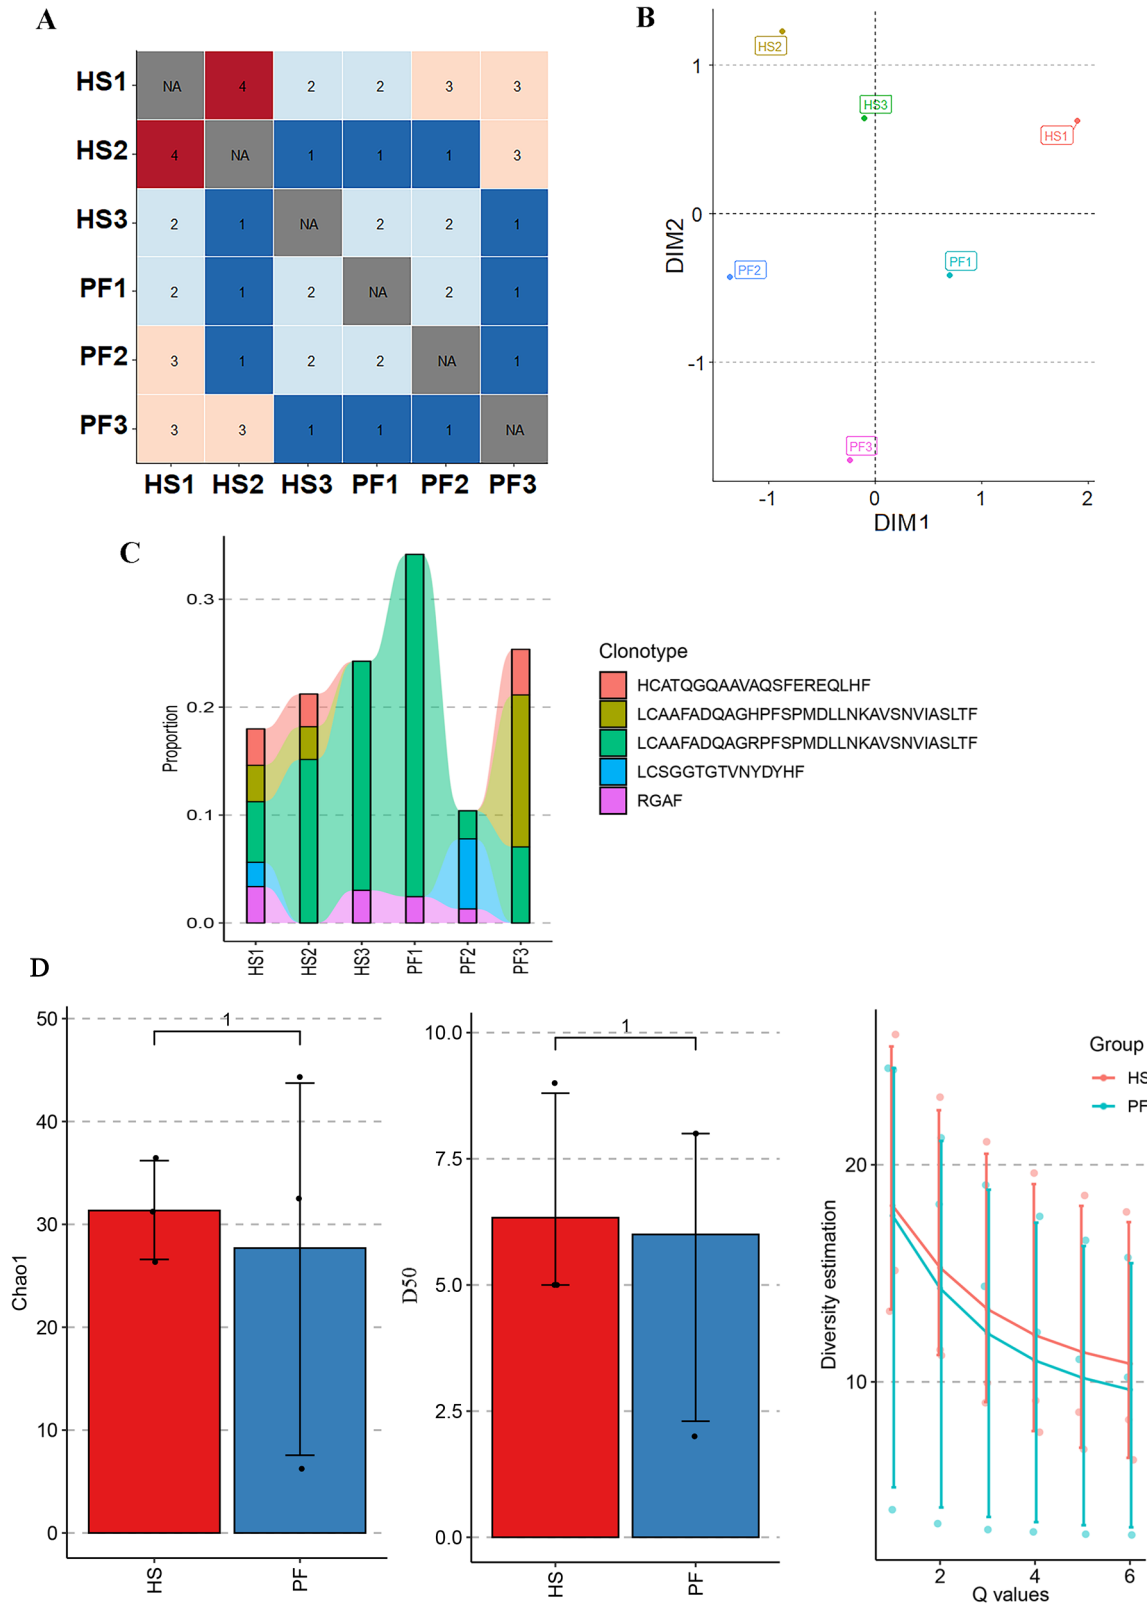 A
HS1 NA 4 2 2 3 3
HS2 4 NA 1 1 1 3
HS3 2 1 NA 2 2 1
PF1 2 1 2 NA 2 1
PF2 3 1 2 2 NA 1
PF3 3 3 1 1 1 NA
HS1 HS2 HS3 PF1 PF2 PF3
B
HS2
HS3
HS1
PF2
PF1
PF3
1
0
-1
DIM2
-1 0 1 2
DIM1
C
0.3
0.2
0.1
0.0
Proportion
HS1 HS2 HS3 PF1 PF2 PF3
Clonotype
HCATQGQAAVAQSFEREQLHF
LCAAFADQAGHPFSPMDLLNKAVSNVIASLTF
LCAAFADQAGRPFSPMDLLNKAVSNVIASLTF
LCSGGTGTVNYDYHF
RGAF
D
50
40
30
20
10
0
Chao1
1
HS PF
10.0
7.5
5.0
2.5
0.0
D50
1
HS PF
20
10
Diversity estimation
Group
HS
PF
2 4 6
Q values